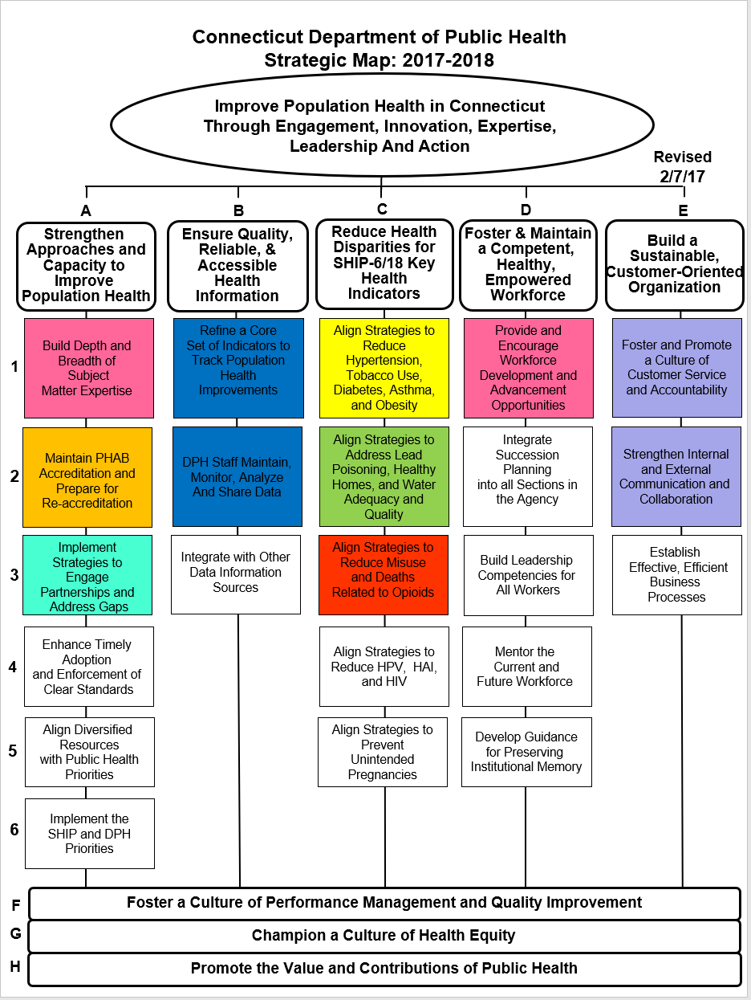 Connecticut Department of Public Health
Strategic Map: 2017-2018
Improve Population Health in Connecticut
Through Engagement, Innovation, Expertise,
Leadership And Action
Revised
2/7/17
A
B
C
D
E
Strengthen
Approaches and
Capacity to
Improve
Population Health
Ensure Quality,
Reliable, &
Accessible
Health
Information
Reduce Health
Disparities for
SHIP-6/18 Key
Health
Indicators
Foster & Maintain
a Competent,
Healthy,
Empowered
Workforce
Build a
Sustainable,
Customer-Oriented
Organization
1
Build Depth and
Breadth of
Subject
Matter Expertise
Refine a Core
Set of Indicators to
Track Population
Health
Improvements
Align Strategies to
Reduce
Hypertension,
Tobacco Use,
Diabetes, Asthma,
and Obesity
Provide and
Encourage
Workforce
Development and
Advancement
Opportunities
Foster and Promote
a Culture of
Customer Service
and Accountability
2
Maintain PHAB
Accreditation and
Prepare for
Re-accreditation
DPH Staff Maintain,
Monitor, Analyze
And Share Data
Align Strategies to
Address Lead
Poisoning, Healthy
Homes, and Water
Adequacy and
Quality
Integrate
Succession
Planning
into all Sections in
the Agency
Strengthen Internal
and External
Communication and
Collaboration
3
Implement
Strategies to
Engage
Partnerships and
Address Gaps
Integrate with Other
Data Information
Sources
Align Strategies to
Reduce Misuse
and Deaths
Related to Opioids
Build Leadership
Competencies for
All Workers
Establish
Effective, Efficient
Business
Processes
4
Enhance Timely
Adoption
and Enforcement of
Clear Standards
Align Strategies to
Reduce HPV, HAI,
and HIV
Mentor the
Current and
Future Workforce
5
Align Diversified
Resources
with Public Health
Priorities
Align Strategies to
Prevent
Unintended
Pregnancies
Develop Guidance
for Preserving
Institutional Memory
6
Implement the
SHIP and DPH
Priorities
F
Foster a Culture of Performance Management and Quality Improvement
G
Champion a Culture of Health Equity
H
Promote the Value and Contributions of Public Health